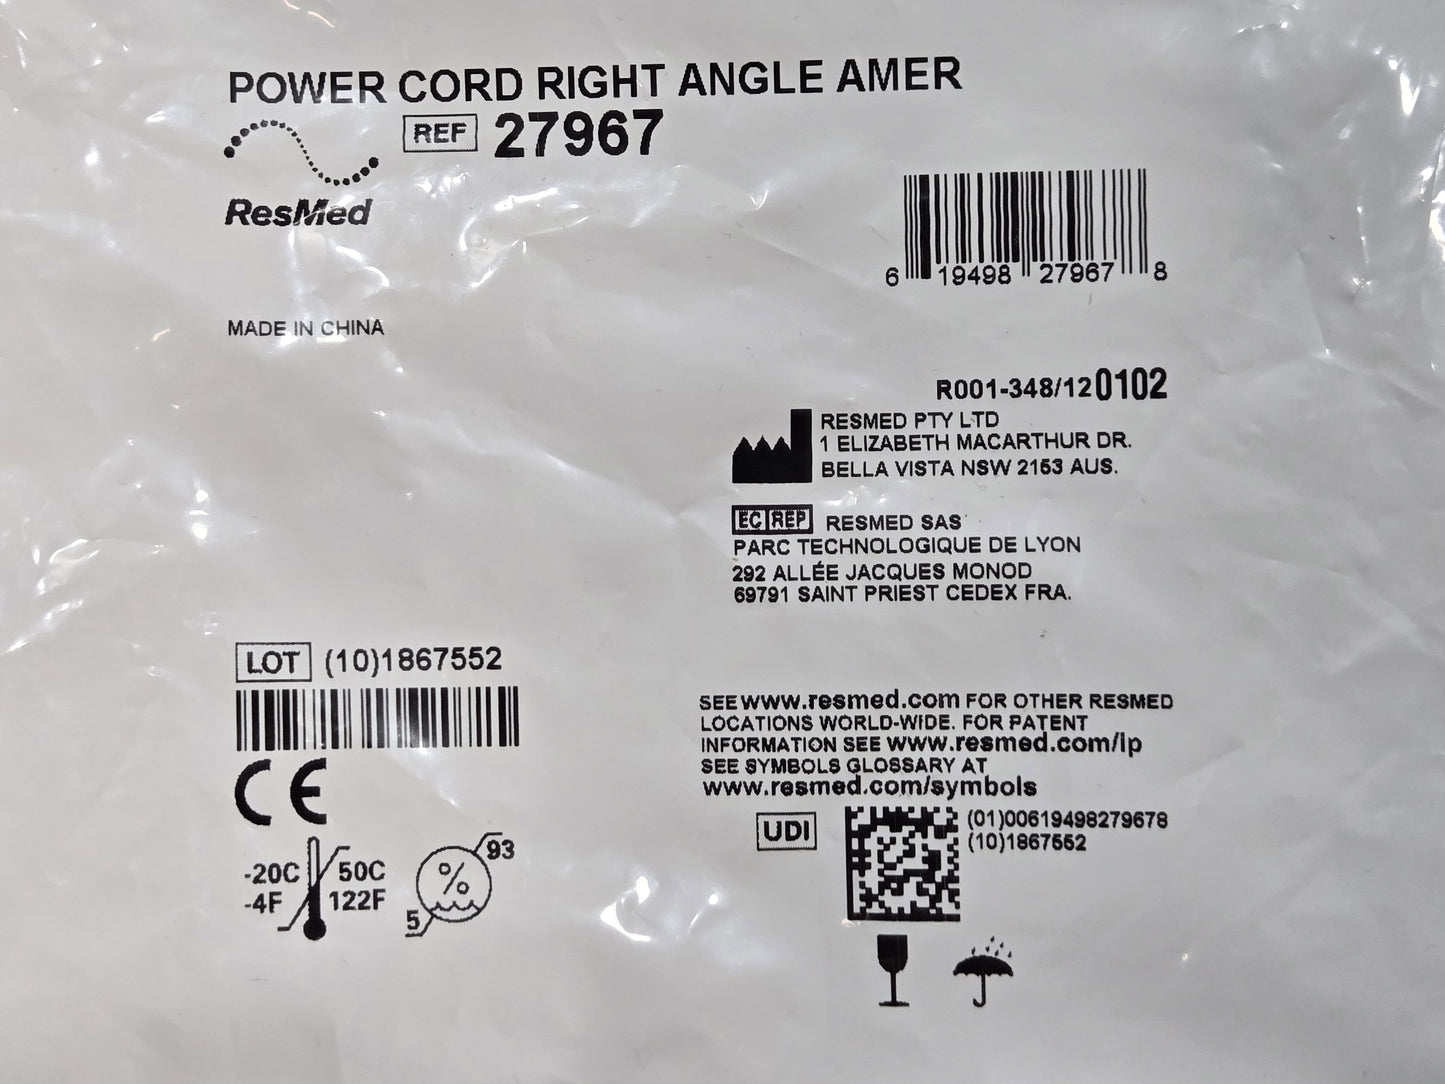 POWER CORD RIGHT ANGLE AMER
REF 27967
ResMed
6 19498 27967 8
MADE IN CHINA
R001-348/12 0102
RESMED PTY LTD
1 ELIZABETH MACARTHUR DR.
BELLA VISTA NSW 2153 AUS.
EC REP RESMED SAS
PARC TECHNOLOGIQUE DE LYON
292 ALLÉE JACQUES MONOD
69791 SAINT PRIEST CEDEX FRA.
LOT (10)1867552
CE
-20C 50C
-4F 122F
93
%
5
SEE www.resmed.com FOR OTHER RESMED
LOCATIONS WORLD-WIDE. FOR PATENT
INFORMATION SEE www.resmed.com/ip
SEE SYMBOLS GLOSSARY AT
www.resmed.com/symbols
UDI (01)00619498279678
(10)1867552